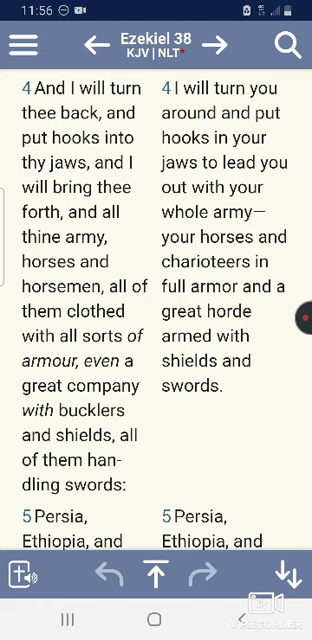 11:56
Ezekiel 38
KJV | NLT*
4 And I will turn
thee back, and
put hooks into
thy jaws, and I
will bring thee
forth, and all
thine army,
horses and
horsemen, all of
them clothed
with all sorts of
armour, even a
great company
with bucklers
and shields, all
of them han-
dling swords:
5 Persia,
Ethiopia, and
4 I will turn you
around and put
hooks in your
jaws to lead you
out with your
whole army—
your horses and
charioteers in
full armor and a
great horde
armed with
shields and
swords.
5 Persia,
Ethiopia, and
V RECORDER